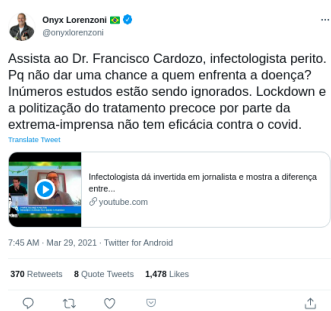 Onyx Lorenzoni
@onyxlorenzoni
Assista ao Dr. Francisco Cardozo, infectologista perito.
Pq não dar uma chance a quem enfrenta a doença?
Inúmeros estudos estão sendo ignorados. Lockdown e
a politização do tratamento precoce por parte da
extrema-imprensa não tem eficácia contra o covid.
Translate Tweet
Infectologista dá invertida em jornalista e mostra a diferença
entre...
youtube.com
7:45 AM · Mar 29, 2021 · Twitter for Android
370 Retweets 8 Quote Tweets 1,478 Likes